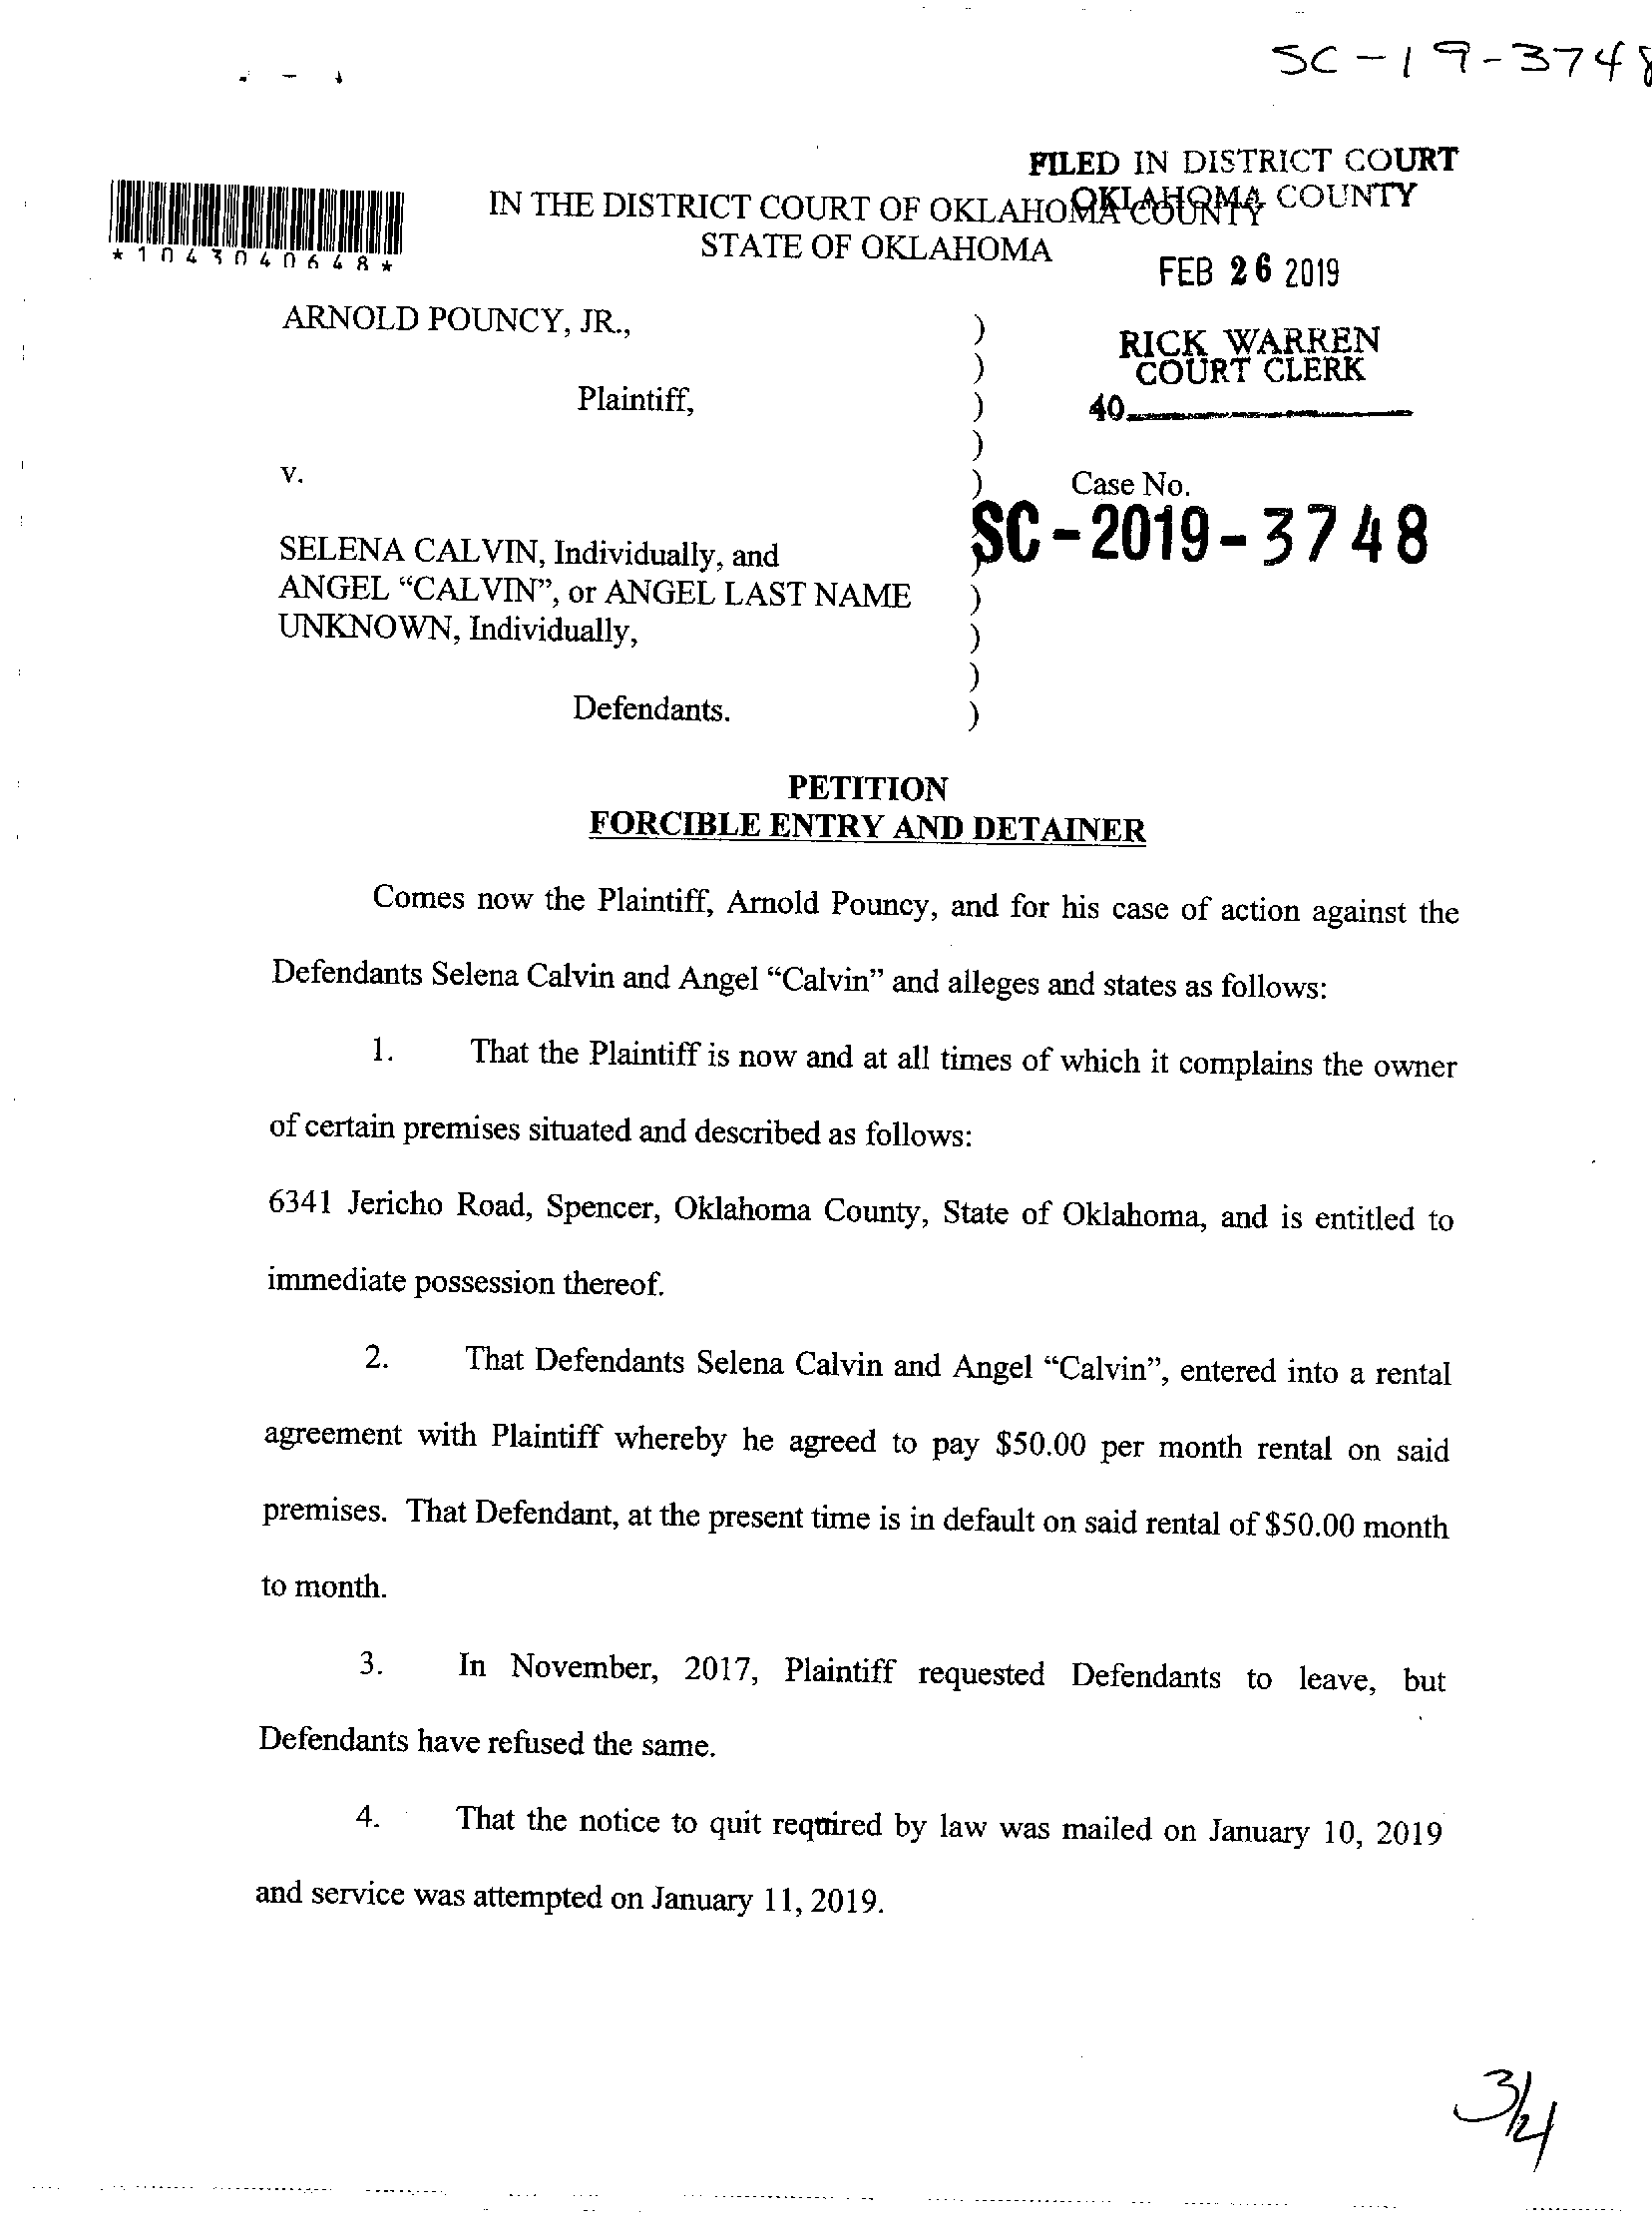 SC-19-3748
FILED IN DISTRICT COURT
OKLAHOMA COUNTY
IN THE DISTRICT COURT OF OKLAHOMA COUNTY
STATE OF OKLAHOMA
FEB 26 2019
*1043040648*
ARNOLD POUNCY, JR., )
RICK WARREN
) COURT CLERK
Plaintiff, ) 40
)
v. ) Case No.
SC-2019-3748
SELENA CALVIN, Individually, and )
ANGEL “CALVIN”, or ANGEL LAST NAME )
UNKNOWN, Individually, )
)
Defendants. )
PETITION
FORCIBLE ENTRY AND DETAINER
Comes now the Plaintiff, Arnold Pouncy, and for his case of action against the
Defendants Selena Calvin and Angel “Calvin” and alleges and states as follows:
1. That the Plaintiff is now and at all times of which it complains the owner
of certain premises situated and described as follows:
6341 Jericho Road, Spencer, Oklahoma County, State of Oklahoma, and is entitled to
immediate possession thereof.
2. That Defendants Selena Calvin and Angel “Calvin”, entered into a rental
agreement with Plaintiff whereby he agreed to pay $50.00 per month rental on said
premises. That Defendant, at the present time is in default on said rental of $50.00 month
to month.
3. In November, 2017, Plaintiff requested Defendants to leave, but
Defendants have refused the same.
4. That the notice to quit required by law was mailed on January 10, 2019
and service was attempted on January 11, 2019.